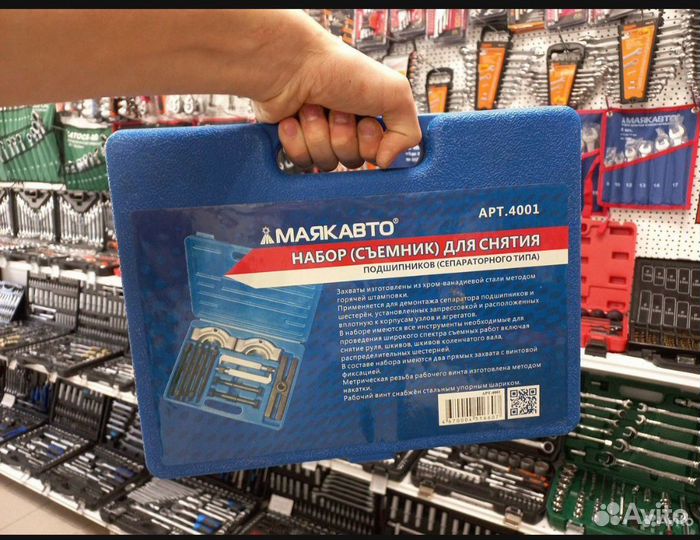 МАЯКАВТО
АРТ.4001
МАЯКАВТО®
НАБОР (СЪЕМНИК) ДЛЯ СНЯТИЯ
ПОДШИПНИКОВ (СЕПАРАТОРНОГО ТИПА)
Захваты изготовлены из хром-ванадиевой стали методом
горячей штамповки.
Применяется для демонтажа сепаратора подшипников и
шестерён, установленных запрессовкой и расположенных
вплотную к корпусам узлов и агрегатов.
В наборе имеются все инструменты необходимые для
проведения широкого спектра съемных работ включая
снятие руля, шкивов, шкивов коленчатого вала,
распределительных шестерней.
В составе набора имеются два прямых захвата с винтовой
фиксацией.
Метрическая резьба рабочего винта изготовлена методом
накатки.
Рабочий винт снабжён стальным упорным шариком.
АРТ.4001
Avito